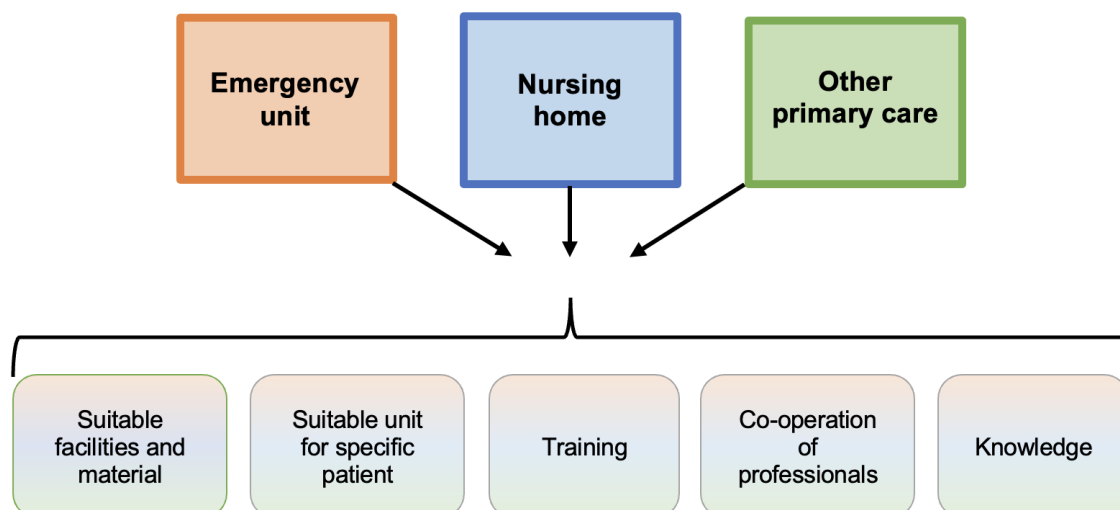 Emergency
unit
Nursing
home
Other
primary care
Suitable
facilities and
material
Suitable unit
for specific
patient
Training
Co-operation
of
professionals
Knowledge